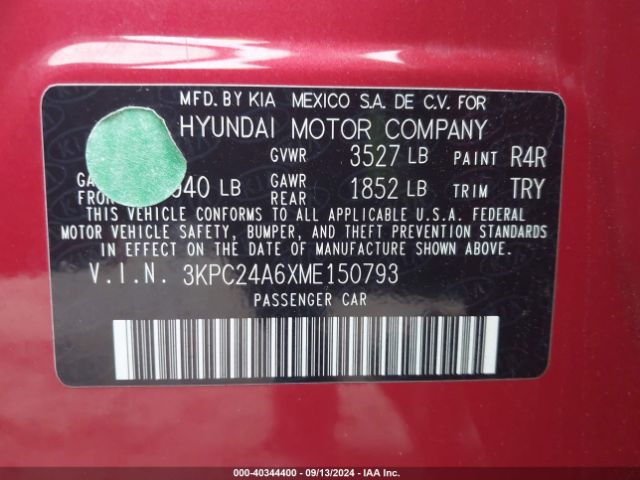 MFD. BY KIA MEXICO S.A. DE C.V. FOR
HYUNDAI MOTOR COMPANY
GVWR 3527 LB PAINT R4R
940 LB GAWR REAR 1852 LB TRIM TRY
THIS VEHICLE CONFORMS TO ALL APPLICABLE U.S.A. FEDERAL
MOTOR VEHICLE SAFETY, BUMPER, AND THEFT PREVENTION STANDARDS
IN EFFECT ON THE DATE OF MANUFACTURE SHOWN ABOVE.
V.I.N. 3KPC24A6XME150793
PASSENGER CAR
000-40344400 - 09/13/2024 - IAA Inc.